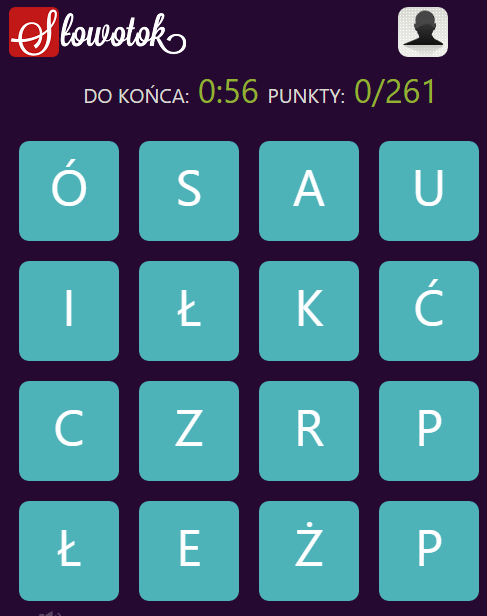 Słowotok
DO KOŃCA: 0:56 PUNKTY: 0/261
Ó S A U
I Ł K Ć
C Z R P
Ł E Ż P